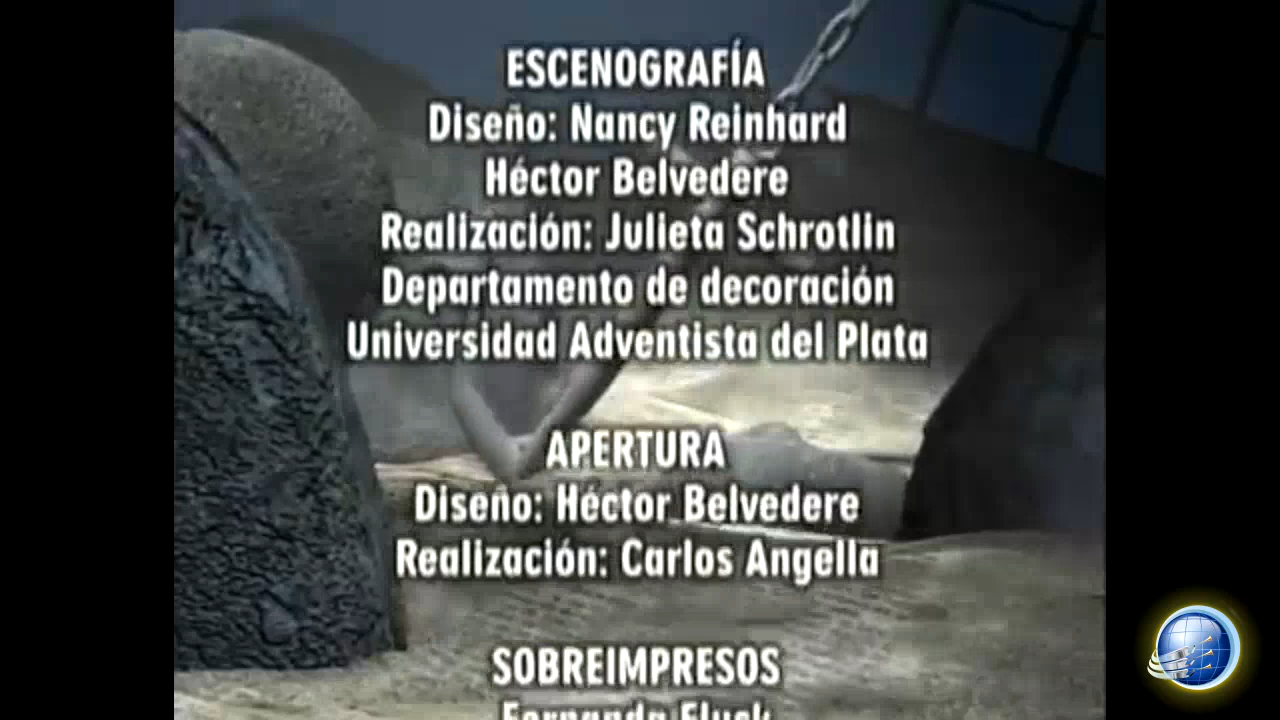 ESCENOGRAFÍA
Diseño: Nancy Reinhard
Héctor Belvedere
Realización: Julieta Schrotlin
Departamento de decoración
Universidad Adventista del Plata
APERTURA
Diseño: Héctor Belvedere
Realización: Carlos Angella
SOBREIMPRESOS